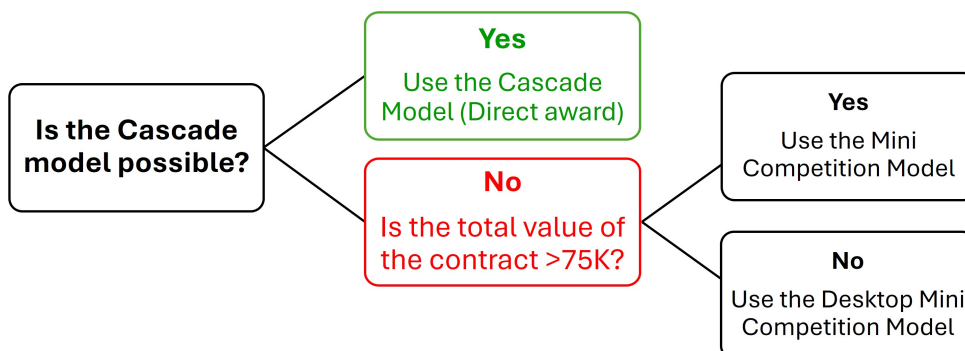 Is the Cascade
model possible?
Yes
Use the Cascade
Model (Direct award)
No
Is the total value of
the contract >75K?
Yes
Use the Mini
Competition Model
No
Use the Desktop Mini
Competition Model